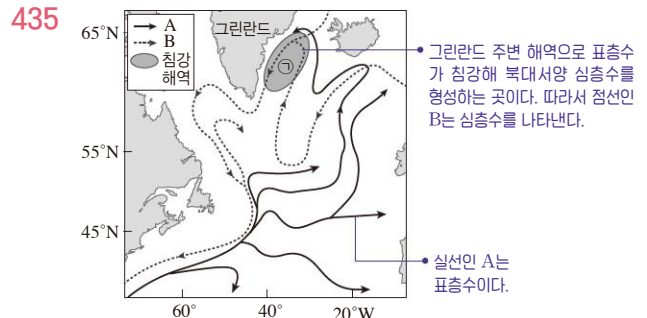 435
65°N
55°N
45°N
60°
40°
20°W
A
B
침강
해역
그린란드
㉠
그린란드 주변 해역으로 표층수
가 침강해 북대서양 심층수를
형성하는 곳이다. 따라서 점선인
B는 심층수를 나타낸다.
실선인 A는
표층수이다.